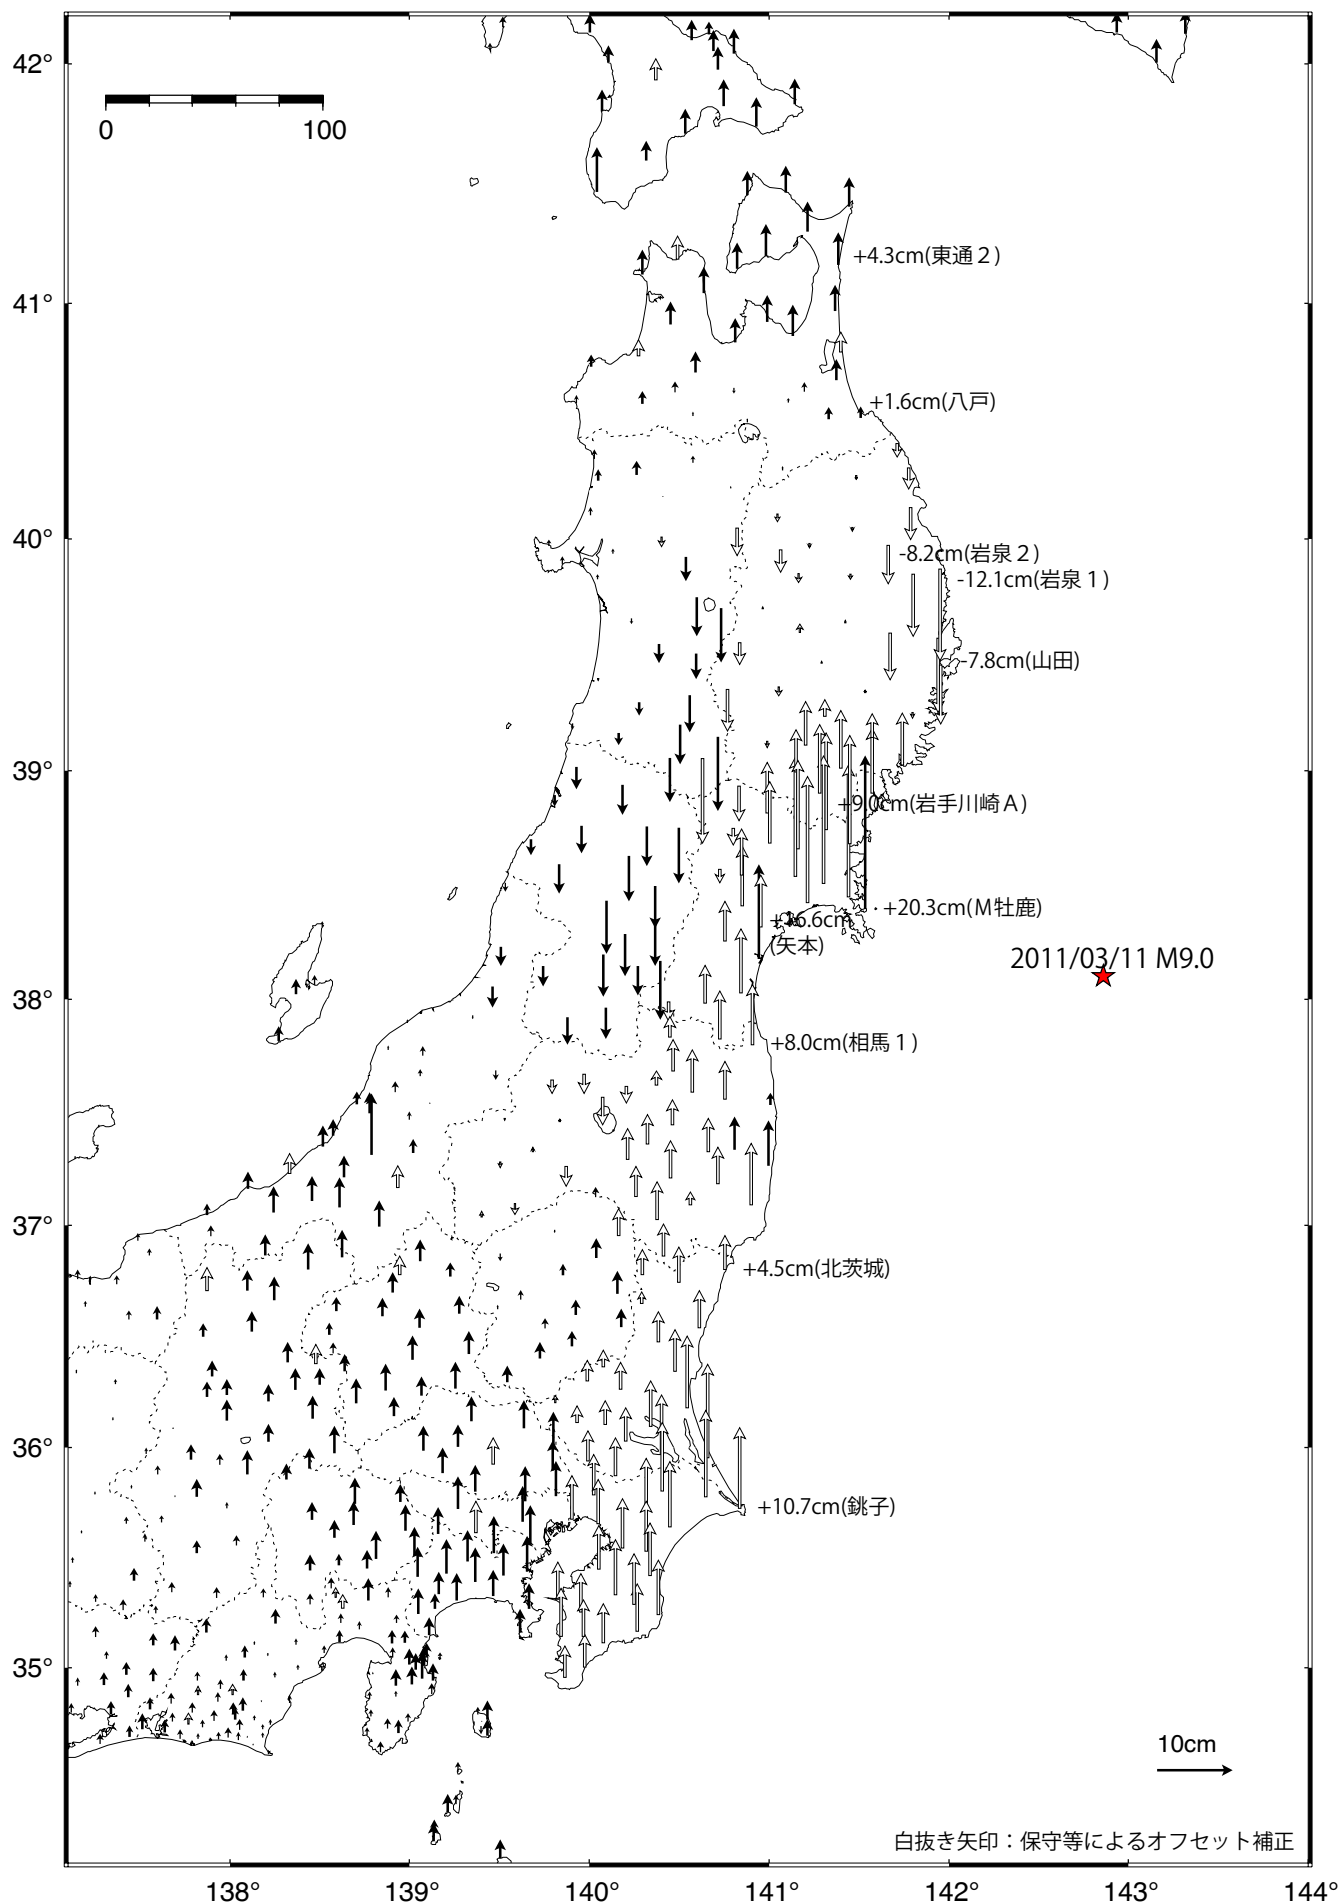 42°
0 100
+4.3cm(東通２)
41°
+1.6cm(八戸)
40°
-8.2cm(岩泉２)
-12.1cm(岩泉１)
-7.8cm(山田)
39°
+9.0cm(岩手川崎Ａ)
+20.3cm(Ｍ牡鹿)
+16.6cm
(矢本)
2011/03/11 M9.0
38°
+8.0cm(相馬１)
37°
+4.5cm(北茨城)
36°
+10.7cm(銚子)
35°
10cm
白抜き矢印：保守等によるオフセット補正
138° 139° 140° 141° 142° 143° 144°